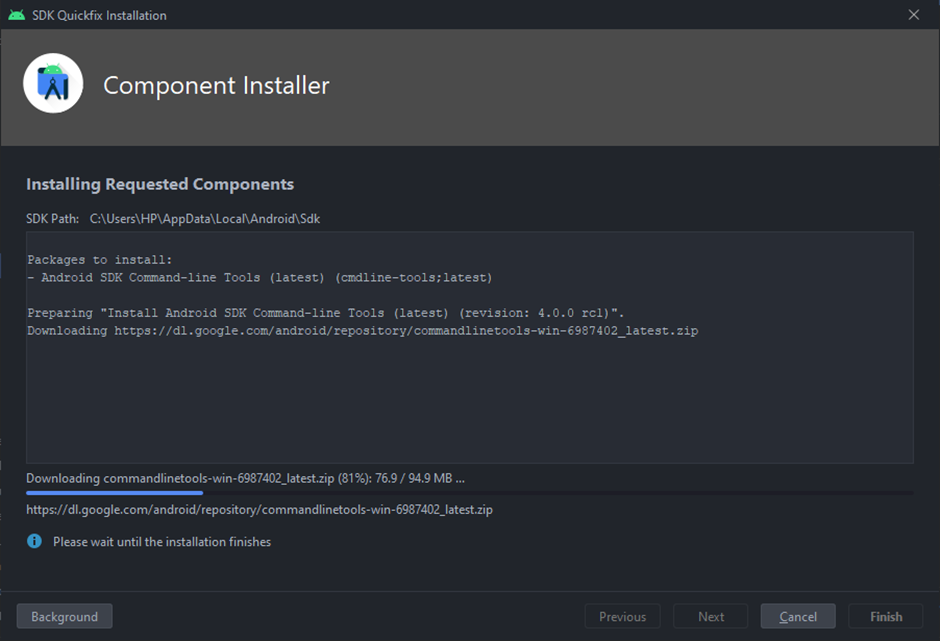 SDK Quickfix Installation
Component Installer
Installing Requested Components
SDK Path: C:\Users\HP\AppData\Local\Android\Sdk
Packages to install:
- Android SDK Command-line Tools (latest) (cmdline-tools;latest)
Preparing "Install Android SDK Command-line Tools (latest) (revision: 4.0.0 rc1)".
Downloading https://dl.google.com/android/repository/commandlinetools-win-6987402_latest.zip
Downloading commandlinetools-win-6987402_latest.zip (81%): 76.9 / 94.9 MB ...
https://dl.google.com/android/repository/commandlinetools-win-6987402_latest.zip
Please wait until the installation finishes
Background Previous Next Cancel Finish